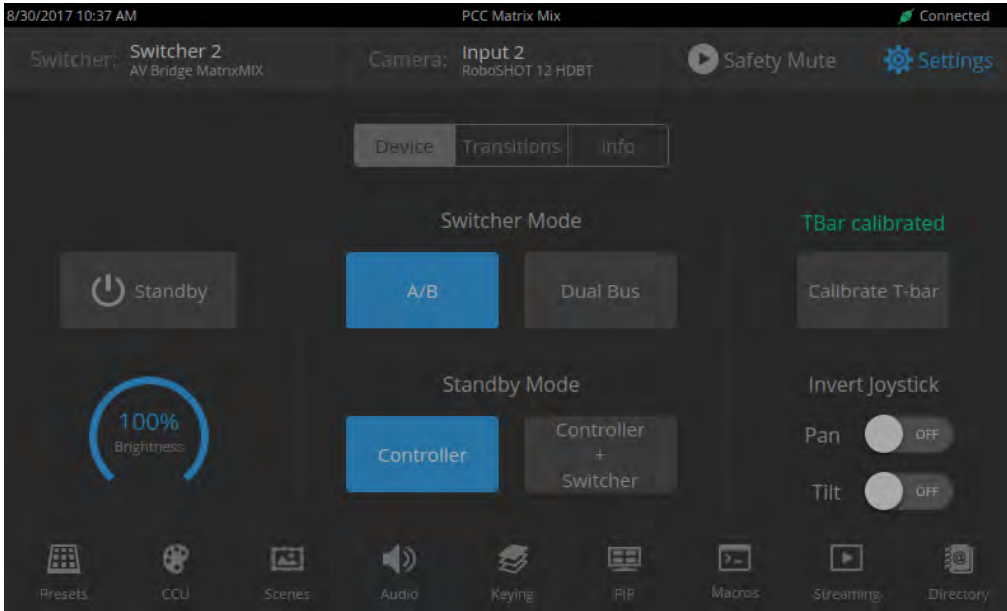 8/30/2017 10:37 AM
PCC Matrix Mix
Connected
Switcher: Switcher 2
AV Bridge MatrixMIX
Camera: Input 2
RoboSHOT 12 HDBT
Safety Mute
Settings
Device Transitions Info
Switcher Mode
TBar calibrated
Standby
A/B
Dual Bus
Calibrate T-bar
Standby Mode
Invert Joystick
100%
Brightness
Controller
Controller
+
Switcher
Pan OFF
Tilt OFF
Presets CCU Scenes Audio Keying PIP Macros Streaming Directory